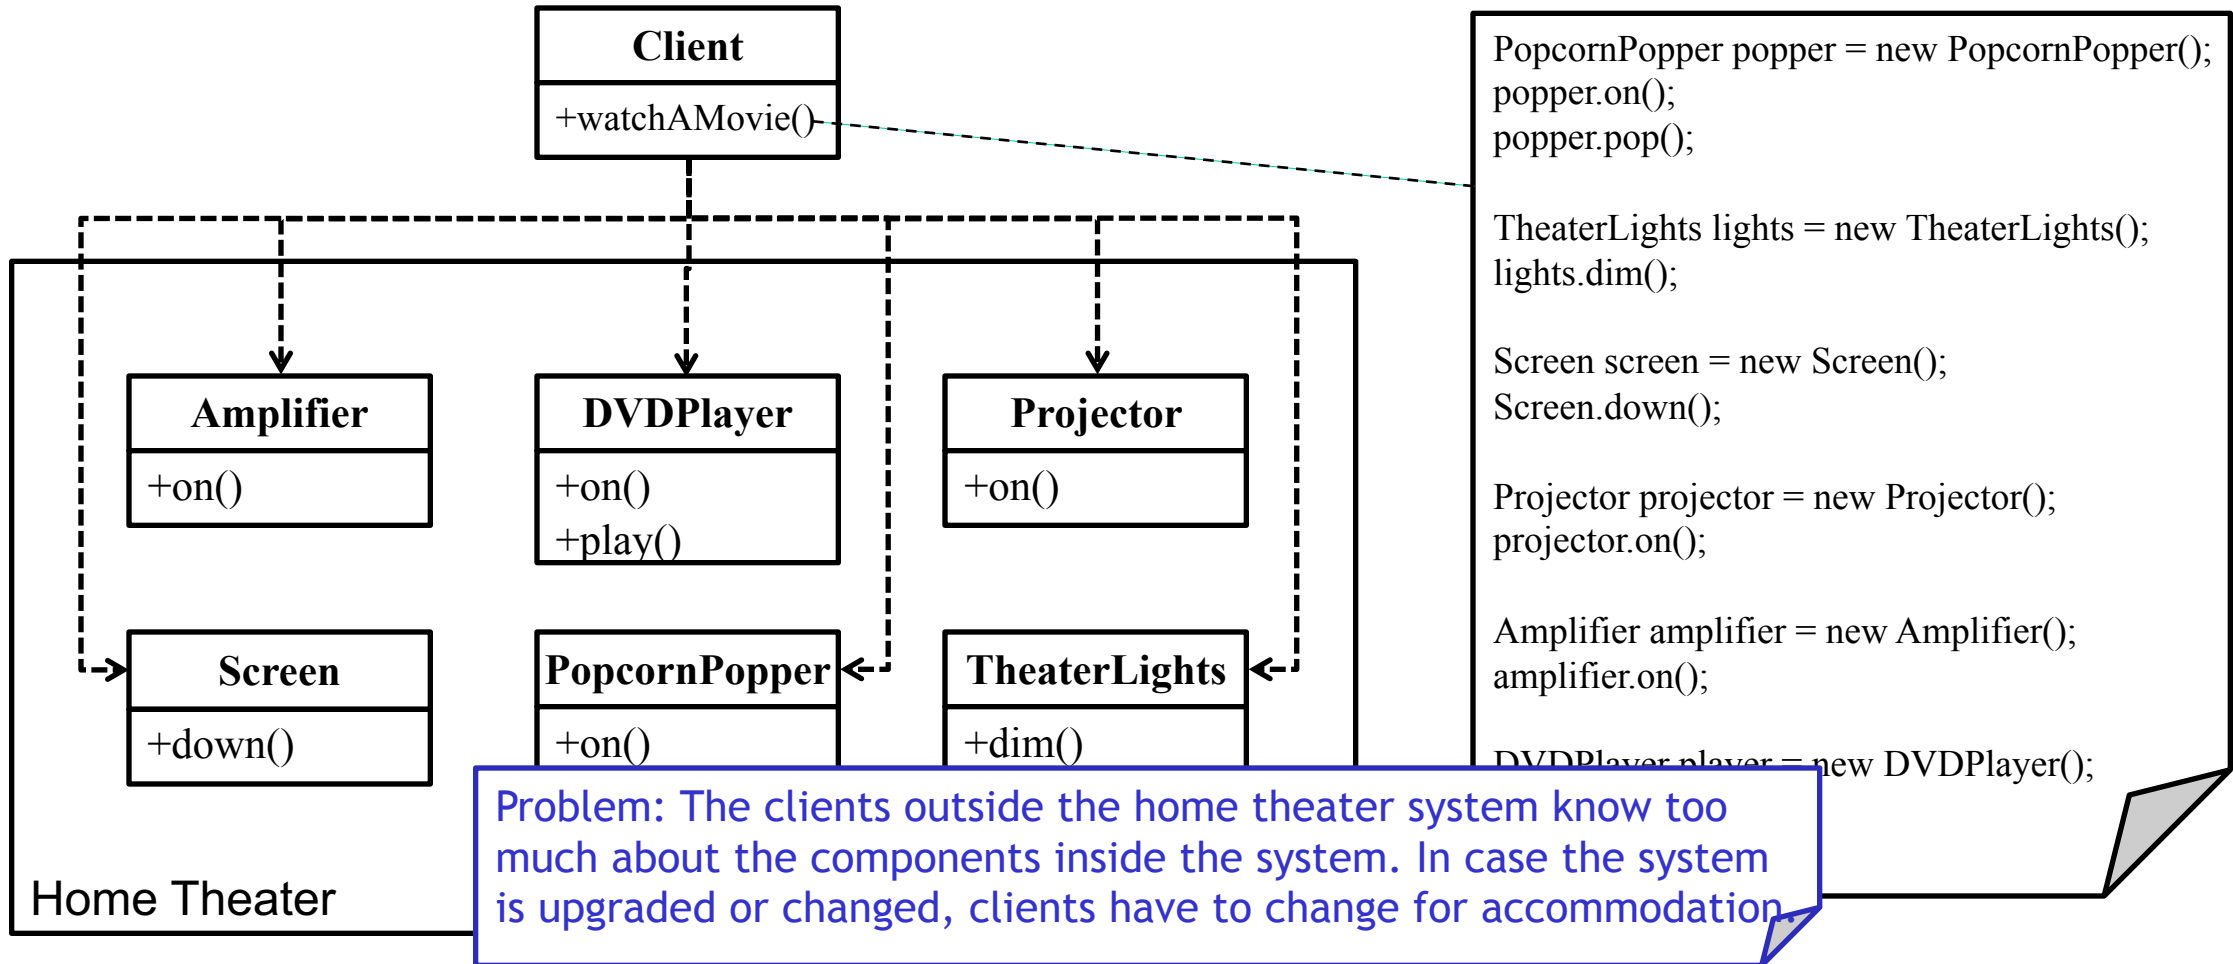 Client
+watchAMovie()
PopcornPopper popper = new PopcornPopper();
popper.on();
popper.pop();
TheaterLights lights = new TheaterLights();
lights.dim();
Screen screen = new Screen();
Screen.down();
Projector projector = new Projector();
projector.on();
Amplifier amplifier = new Amplifier();
amplifier.on();
DVDPlayer player = new DVDPlayer();
Amplifier
+on()
DVDPlayer
+on()
+play()
Projector
+on()
Screen
+down()
PopcornPopper
+on()
TheaterLights
+dim()
Home Theater
Problem: The clients outside the home theater system know too
much about the components inside the system. In case the system
is upgraded or changed, clients have to change for accommodation.